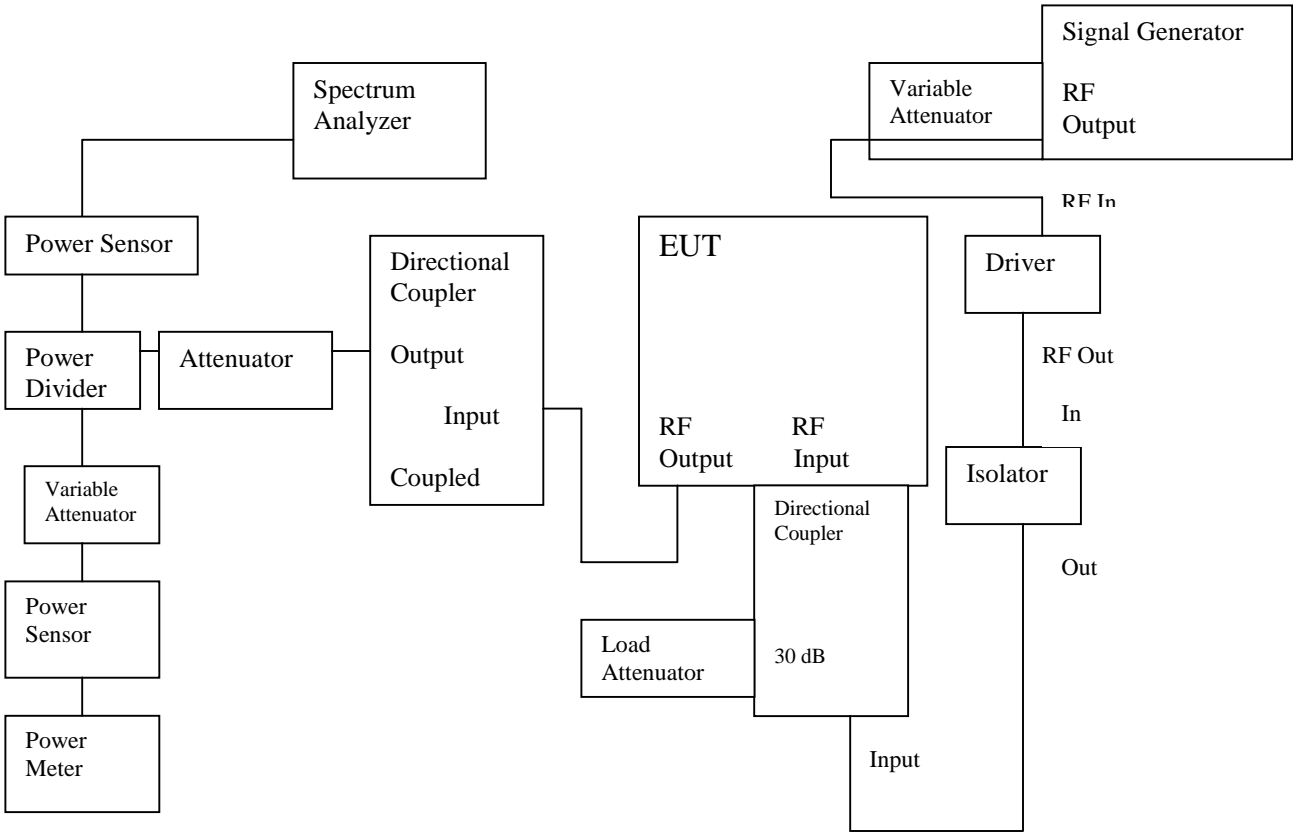 Signal Generator
Spectrum
Analyzer
Variable
Attenuator
RF
Output
RF In
Power Sensor
Directional
Coupler
EUT
Driver
Power
Divider
Attenuator
Output
RF Out
Input
In
RF
Output
RF
Input
Coupled
Isolator
Variable
Attenuator
Directional
Coupler
Out
Power
Sensor
Load
Attenuator
30 dB
Power
Meter
Input